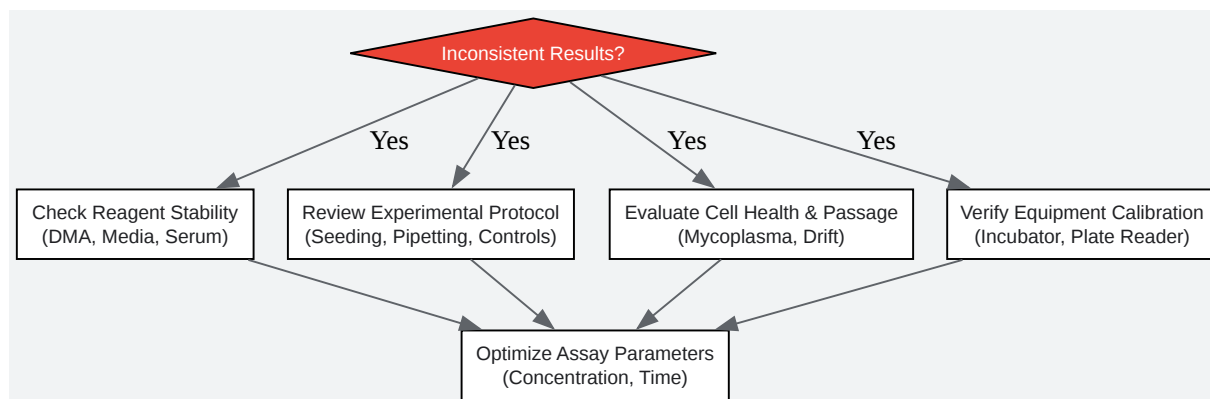 Inconsistent Results?
Yes
Yes
Yes
Yes
Check Reagent Stability
(DMA, Media, Serum)
Review Experimental Protocol
(Seeding, Pipetting, Controls)
Evaluate Cell Health & Passage
(Mycoplasma, Drift)
Verify Equipment Calibration
(Incubator, Plate Reader)
Optimize Assay Parameters
(Concentration, Time)